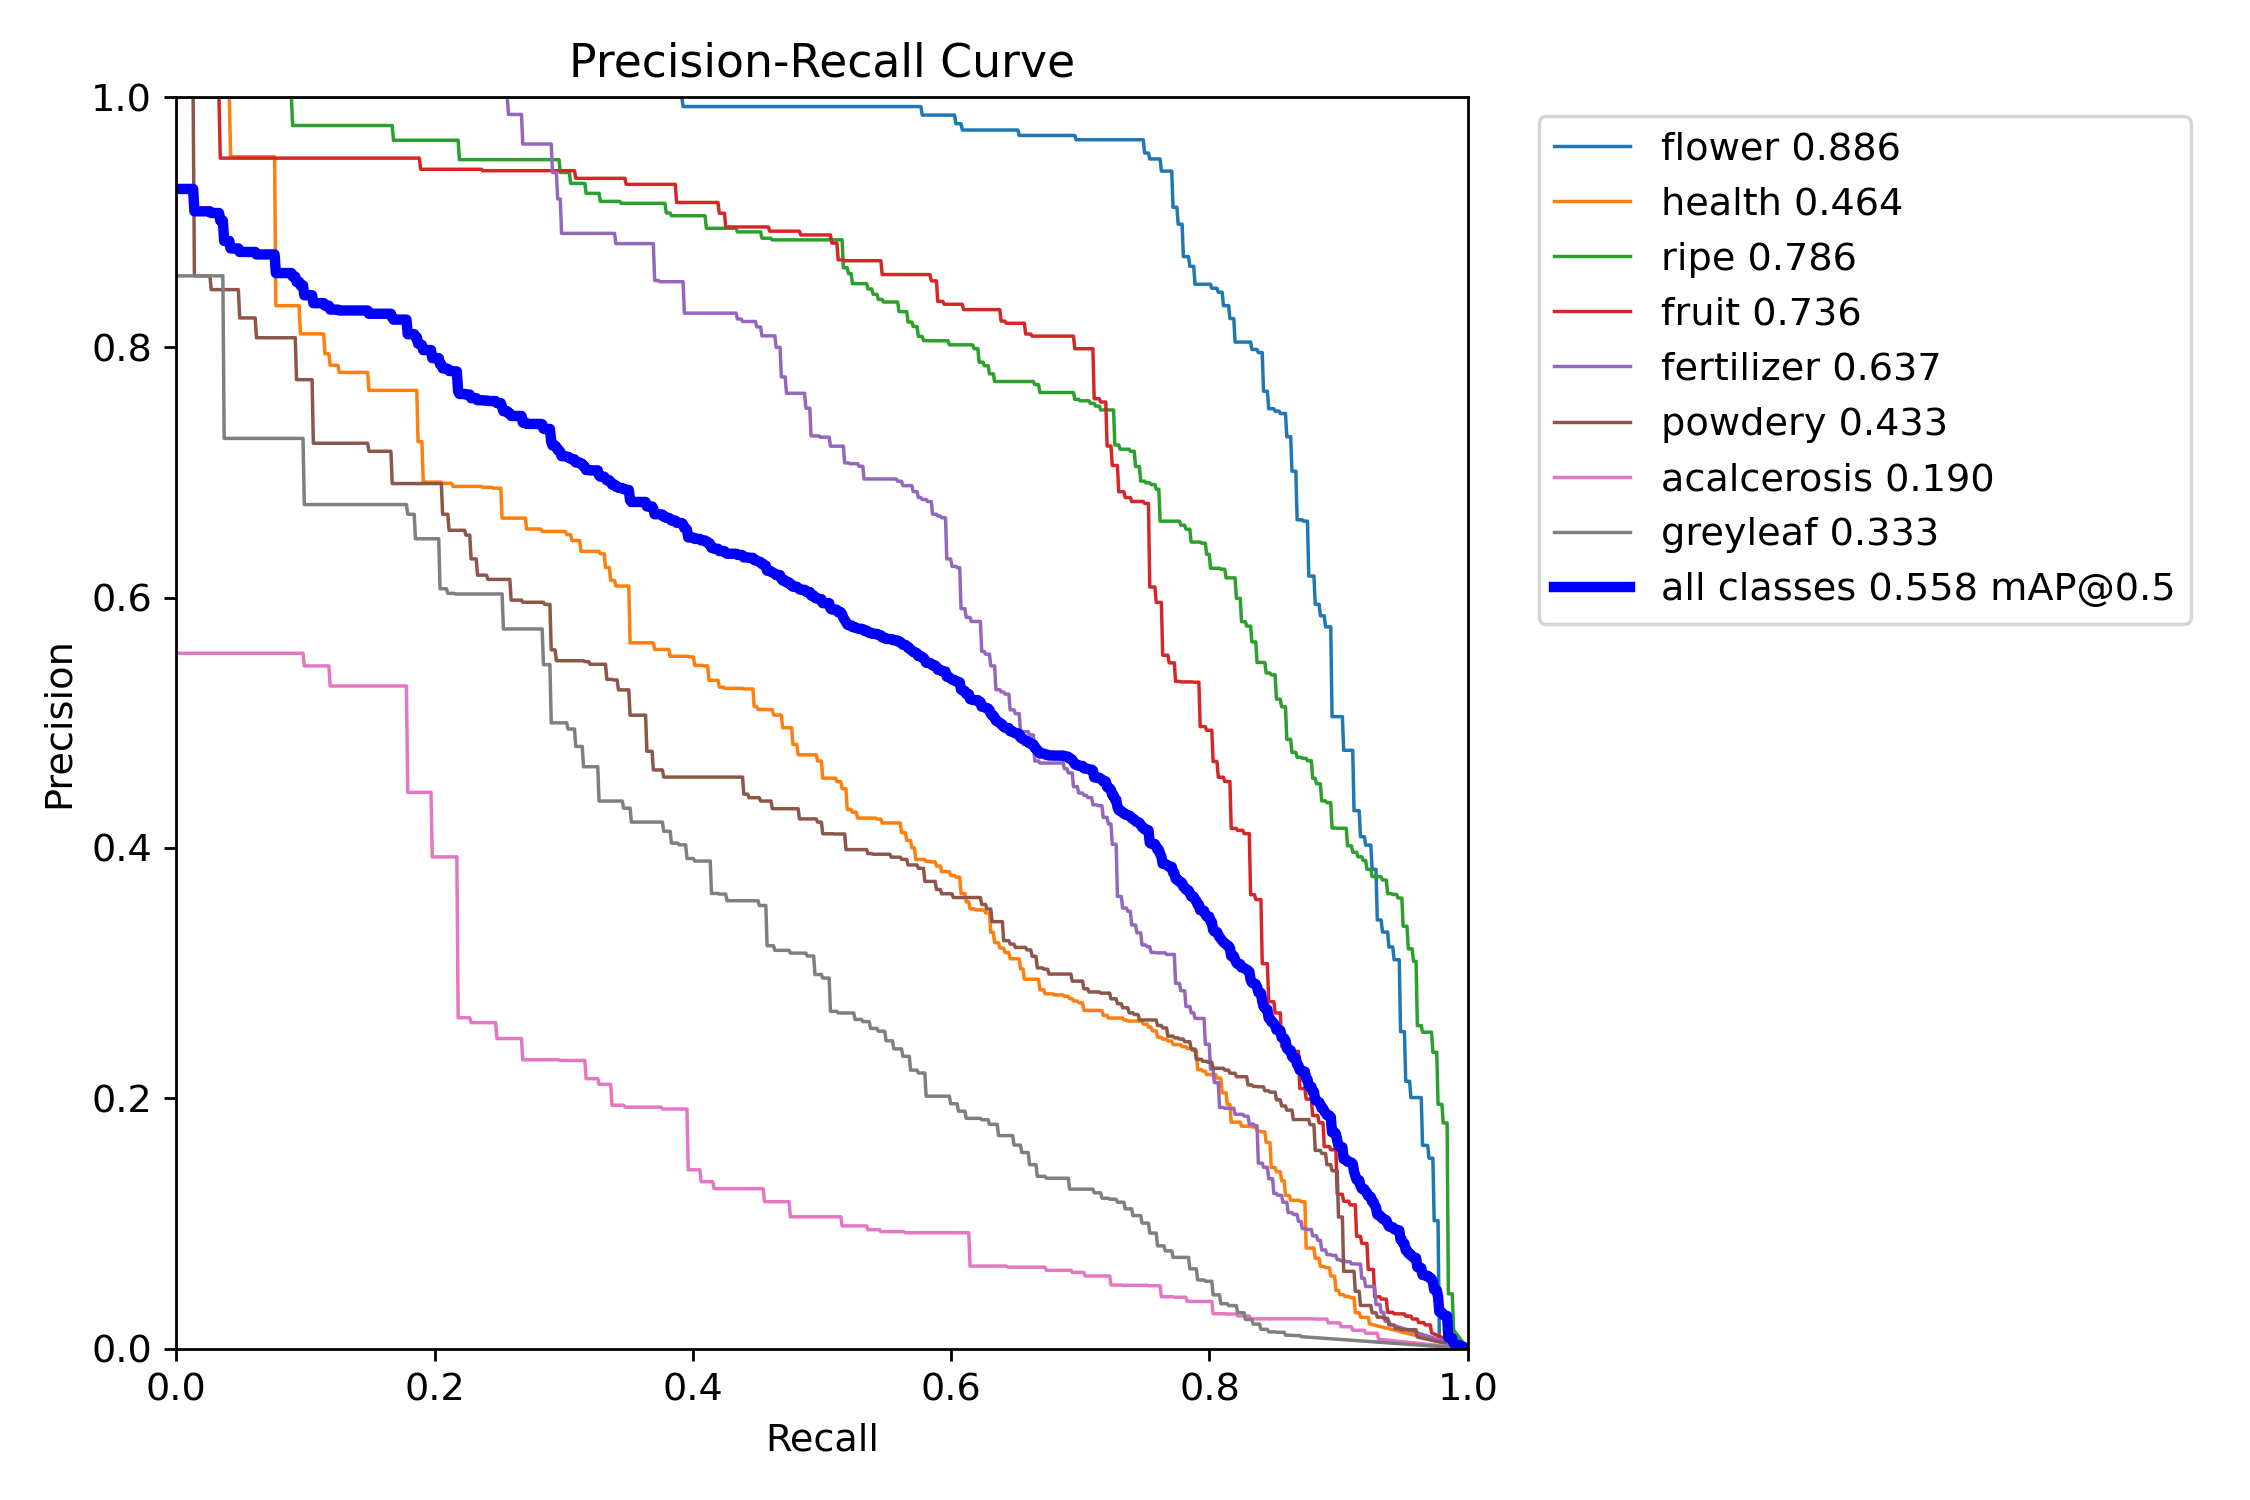 Precision-Recall Curve
1.0
0.8
0.6
0.4
0.2
0.0
Precision
0.0 0.2 0.4 0.6 0.8 1.0
Recall
flower 0.886
health 0.464
ripe 0.786
fruit 0.736
fertilizer 0.637
powdery 0.433
acalcerosis 0.190
greyleaf 0.333
all classes 0.558 mAP@0.5